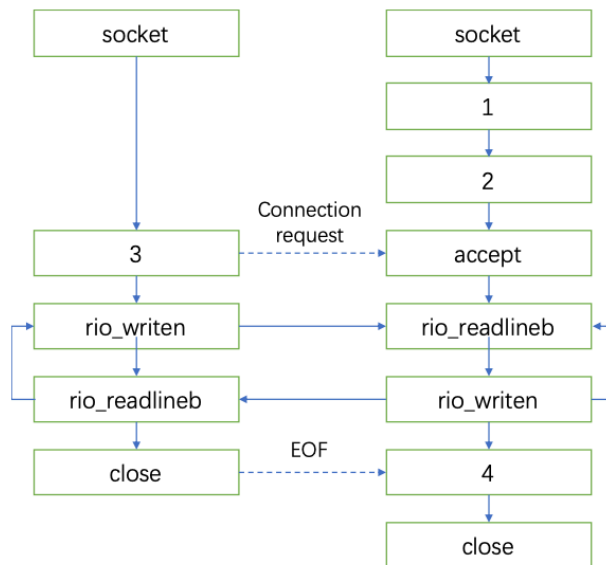 socket
socket
1
2
Connection
request
3
accept
rio_writen
rio_readlineb
rio_readlineb
rio_writen
EOF
close
4
close